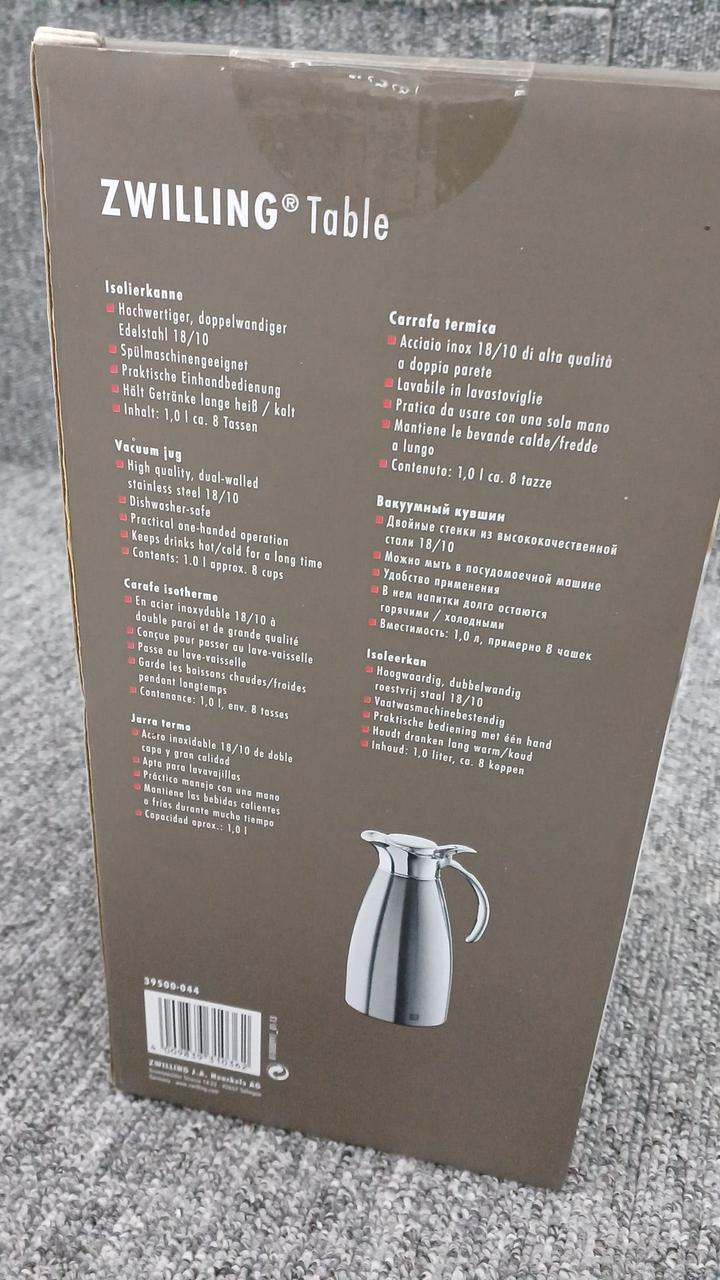 ZWILLING® Table
Isolierkanne
Hochwertiger, doppelwandiger
Edelstahl 18/10
Spülmaschinengeeignet
Praktische Einhandbedienung
Hält Getränke lange heiß / kalt
Inhalt: 1,0 l ca. 8 Tassen
Vacuum jug
High quality, dual-walled
stainless steel 18/10
Dishwasher-safe
Practical one-handed operation
Keeps drinks hot/cold for a long time
Contents: 1.0 l approx. 8 cups
Carafe isotherme
En acier inoxydable 18/10 à
double paroi et de grande qualité
Conçue pour passer au lave-vaisselle
Passe au lave-vaisselle
Garde les boissons chaudes/froides
pendant longtemps
Contenance: 1,0 l, env. 8 tasses
Jarra termo
Acero inoxidable 18/10 de doble
capa y gran calidad
Apta para lavavajillas
Práctico manejo con una mano
Mantiene las bebidas calientes
o frías durante mucho tiempo
Capacidad aprox.: 1,0 l
Carrafa termica
Acciaio inox 18/10 di alta qualità
a doppia parete
Lavabile in lavastoviglie
Pratica da usare con una sola mano
Mantiene le bevande calde/fredde
a lungo
Contenuto: 1,0 l ca. 8 tazze
Вакуумный кувшин
Двойные стенки из высококачественной
стали 18/10
Можно мыть в посудомоечной машине
Удобство применения
В нем напитки долго остаются
горячими / холодными
Вместимость: 1,0 л, примерно 8 чашек
Isoleerkan
Hoogwaardig, dubbelwandig
roestvrij staal 18/10
Vaatwasmachinebestendig
Praktische bediening met één hand
Houdt dranken lang warm/koud
Inhoud: 1,0 liter, ca. 8 koppen
39500-044
ZWILLING J.A. Henckels AG
Germany · www.zwilling.com